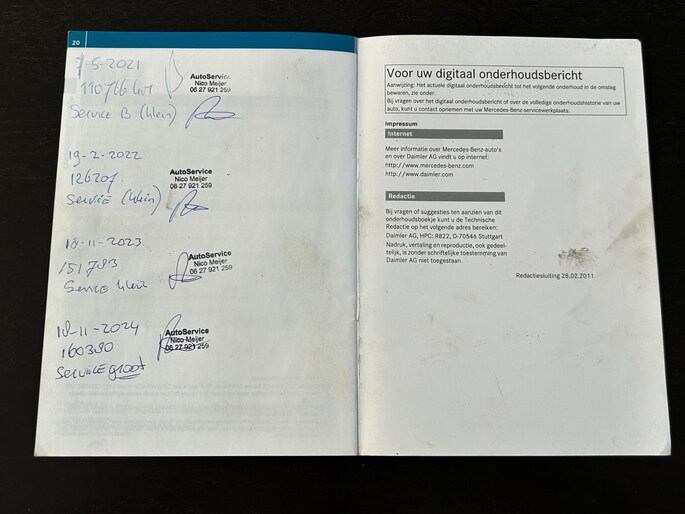 20
7-5-2021
110766 km
Service B (klein)
AutoService
Nico Meijer
06 27 921 259
19-2-2022
126207.
Service (klein)
AutoService
Nico Meijer
06 27 921 259
18-11-2023
151783
Service klein
AutoService
Nico Meijer
06 27 921 259
18-11-2024
160390
Service groot
AutoService
Nico Meijer
06 27 921 259
Voor uw digitaal onderhoudsbericht
Aanwijzing: Het actuele digitaal onderhoudsbericht tot het volgende onderhoud in de omslag
bewaren, zie onder.
Bij vragen over het digitaal onderhoudsbericht of over de volledige onderhoudshistorie van uw
auto, kunt u contact opnemen met uw Mercedes-Benz-servicewerkplaats.
Impressum
Internet
Meer informatie over Mercedes-Benz-auto's
en over Daimler AG vindt u op internet:
http://www.mercedes-benz.com
http://www.daimler.com
Redactie
Bij vragen of suggesties ten aanzien van dit
onderhoudsboekje kunt u de Technische
Redactie op het volgende adres bereiken:
Daimler AG, HPC: R822, D-70546 Stuttgart
Nadruk, vertaling en reproductie, ook gedeel-
telijk, is zonder schriftelijke toestemming van
Daimler AG niet toegestaan.
Redactiesluiting 28.02.2011